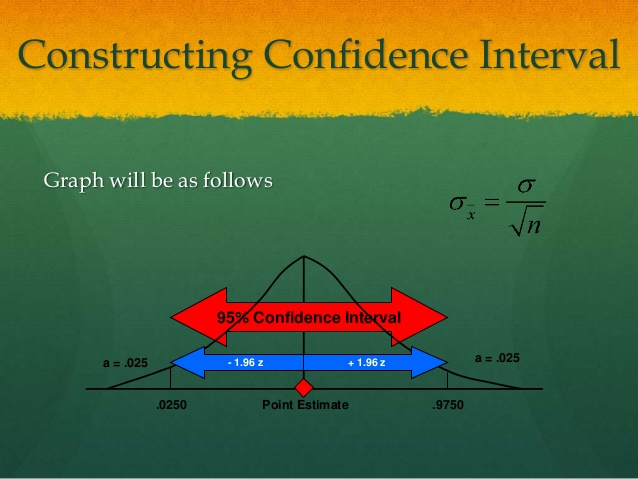 Constructing Confidence Interval
Graph will be as follows
σx̄ = σ/√n
95% Confidence Interval
a = .025
- 1.96 z
+ 1.96 z
a = .025
.0250
Point Estimate
.9750